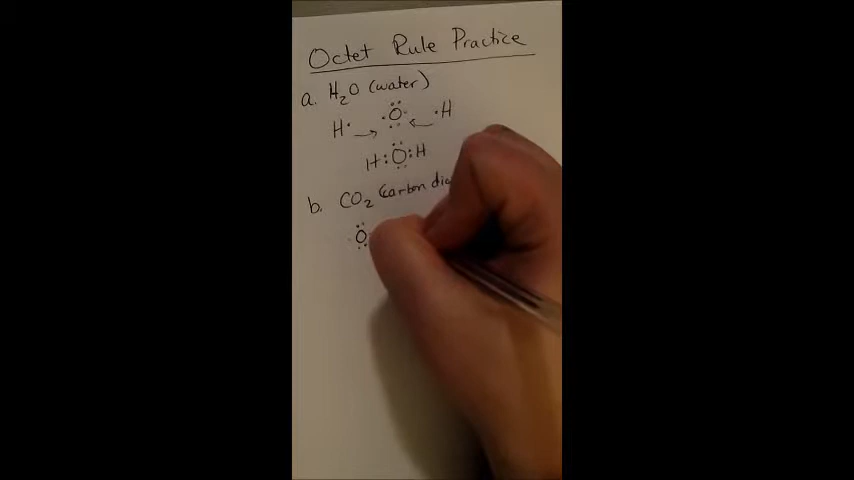 Octet Rule Practice
a. H2O (water)
H· ·Ö· ·H
H:Ö:H
b. CO2 (carbon
O